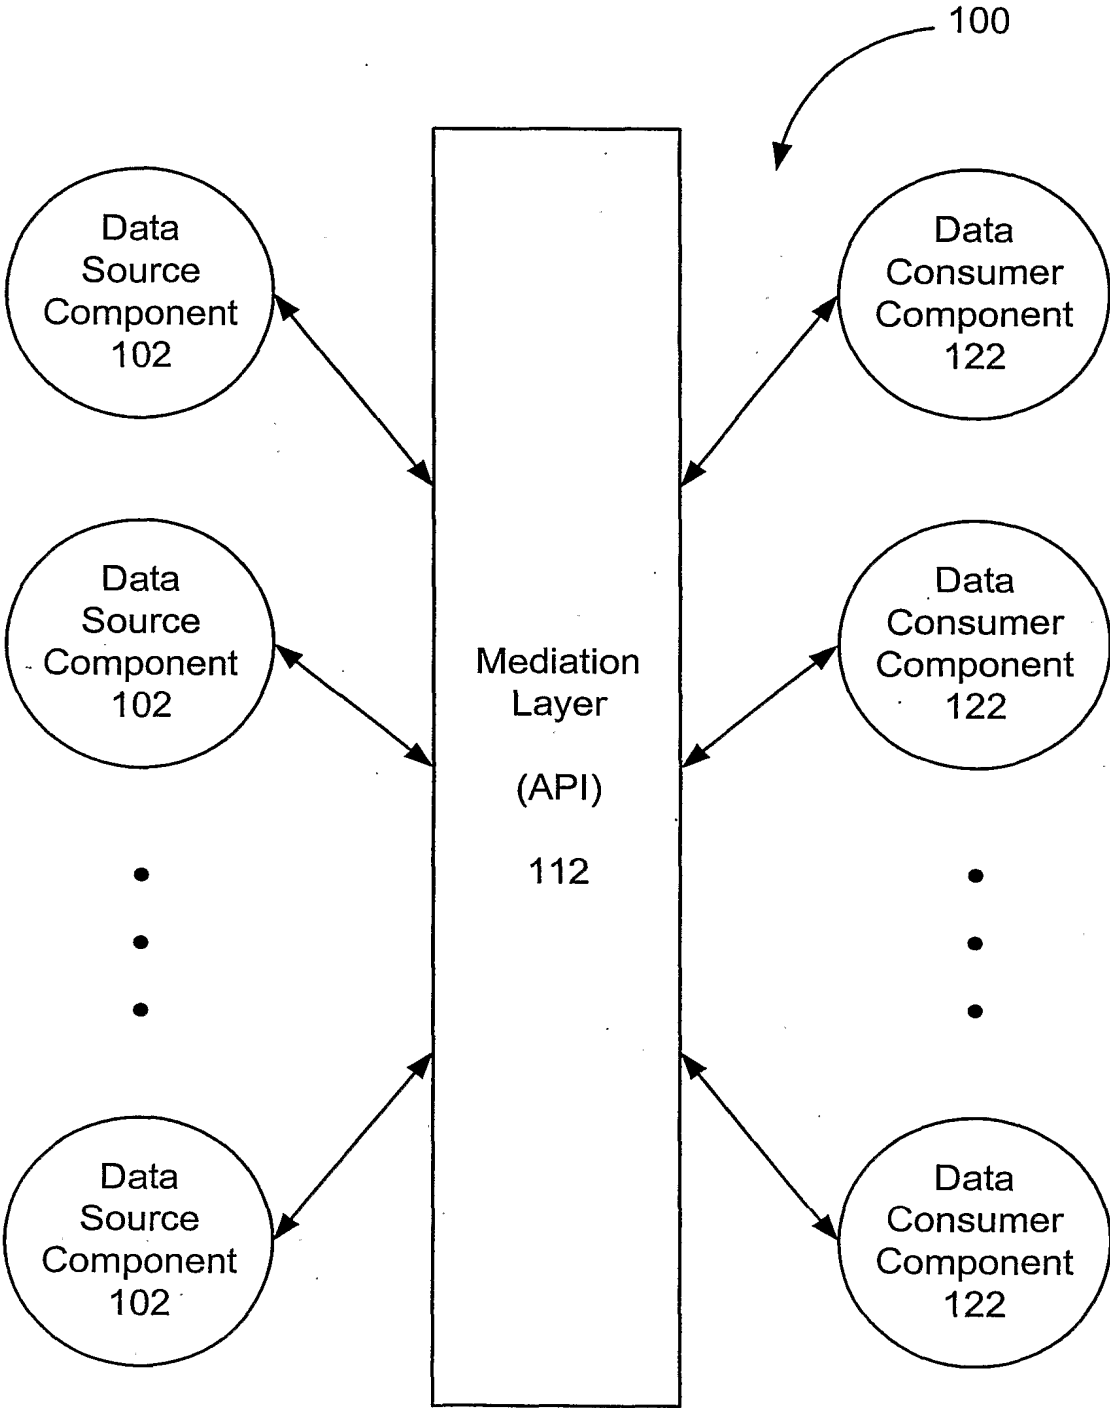 100
Data
Source
Component
102
Data
Consumer
Component
122
Data
Source
Component
102
Mediation
Layer
(API)
112
Data
Consumer
Component
122
Data
Source
Component
102
Data
Consumer
Component
122